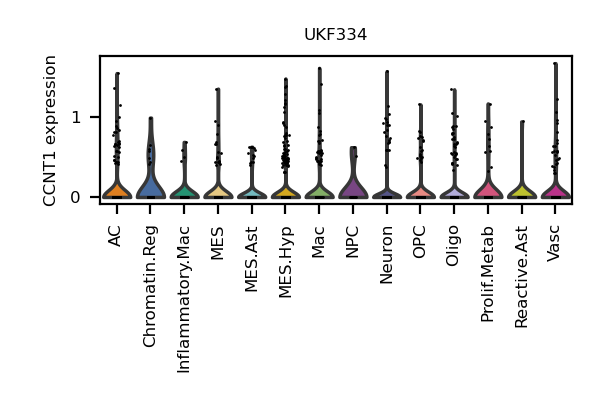 UKF334
CCNT1 expression
1
0
AC
Chromatin.Reg
Inflammatory.Mac
MES
MES.Ast
MES.Hyp
Mac
NPC
Neuron
OPC
Oligo
Prolif.Metab
Reactive.Ast
Vasc